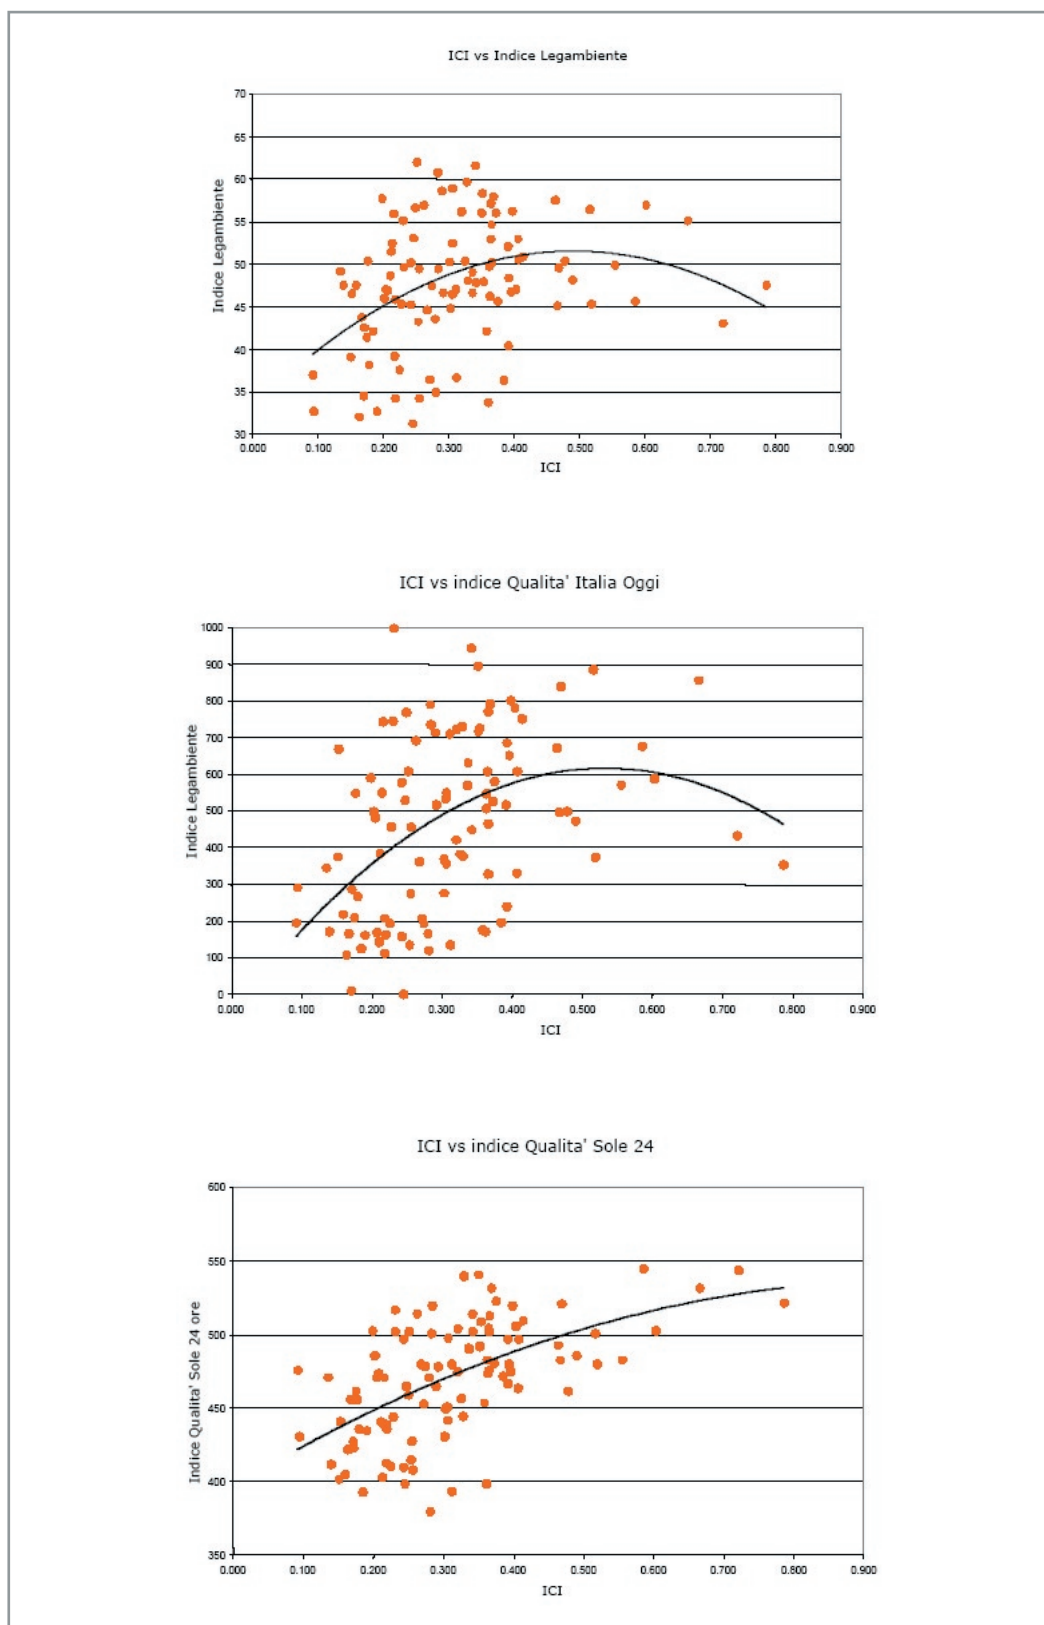 ICI vs Indice Legambiente
70
65
60
55
50
45
40
35
30
Indice Legambiente
0.000 0.100 0.200 0.300 0.400 0.500 0.600 0.700 0.800 0.900
ICI
ICI vs indice Qualita' Italia Oggi
1000
900
800
700
600
500
400
300
200
100
0
Indice Legambiente
0.000 0.100 0.200 0.300 0.400 0.500 0.600 0.700 0.800 0.900
ICI
ICI vs indice Qualita' Sole 24
600
550
500
450
400
350
Indice Qualita' Sole 24 ore
0.000 0.100 0.200 0.300 0.400 0.500 0.600 0.700 0.800 0.900
ICI